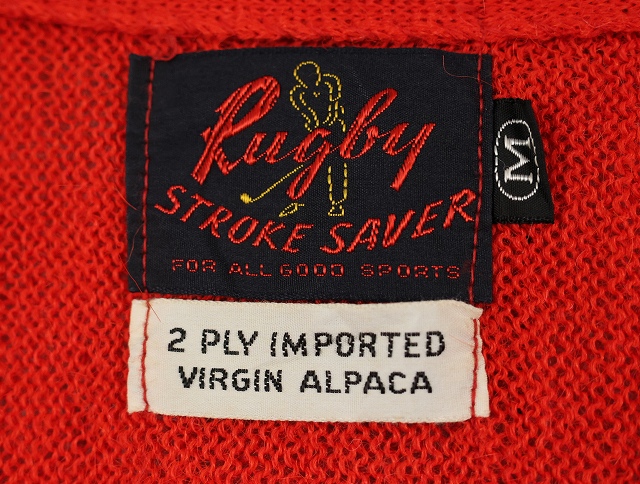 Rugby
STROKE SAVER
FOR ALL GOOD SPORTS
M
2 PLY IMPORTED
VIRGIN ALPACA